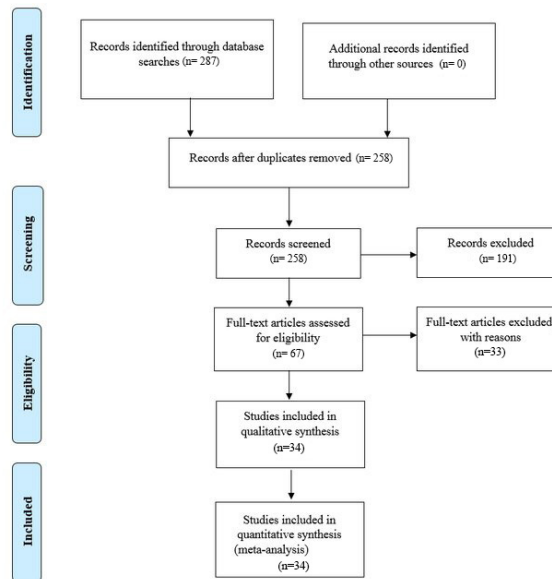 Identification
Records identified through database
searches (n= 287)
Additional records identified
through other sources (n= 0)
Records after duplicates removed (n= 258)
Screening
Records screened
(n= 258)
Records excluded
(n= 191)
Eligibility
Full-text articles assessed
for eligibility
(n= 67)
Full-text articles excluded
with reasons
(n=33)
Studies included in
qualitative synthesis
(n=34)
Included
Studies included in
quantitative synthesis
(meta-analysis)
(n=34)